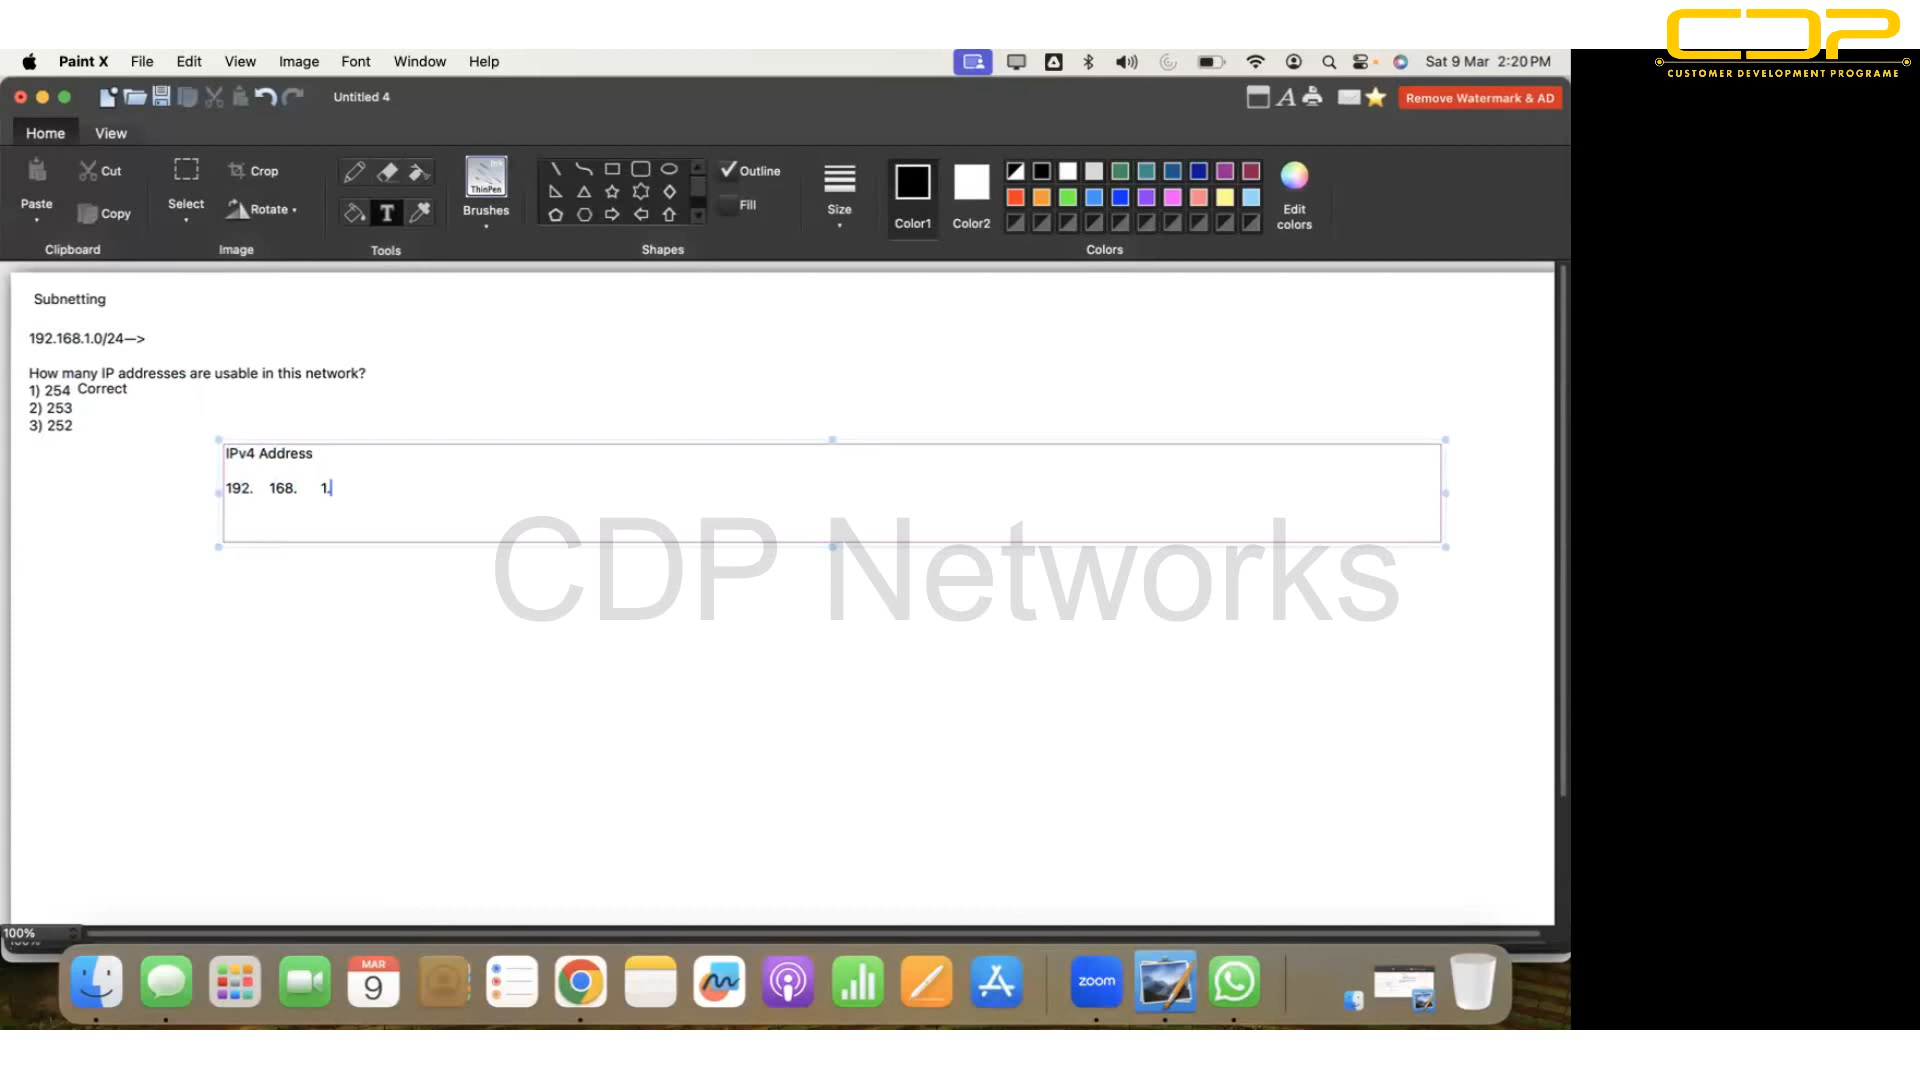 CDP
CUSTOMER DEVELOPMENT PROGRAME
Paint X File Edit View Image Font Window Help Sat 9 Mar 2:20 PM
Untitled 4 Remove Watermark & AD
Home View
Paste Cut Copy Clipboard
Select Crop Rotate Image
T Tools
Ink ThinPen Brushes
Outline Fill Shapes
Size
Color1 Color2 Colors
Edit colors
Subnetting
192.168.1.0/24—>
How many IP addresses are usable in this network?
1) 254 Correct
2) 253
3) 252
IPv4 Address
192. 168. 1.
CDP Networks
100%
MAR
9
zoom